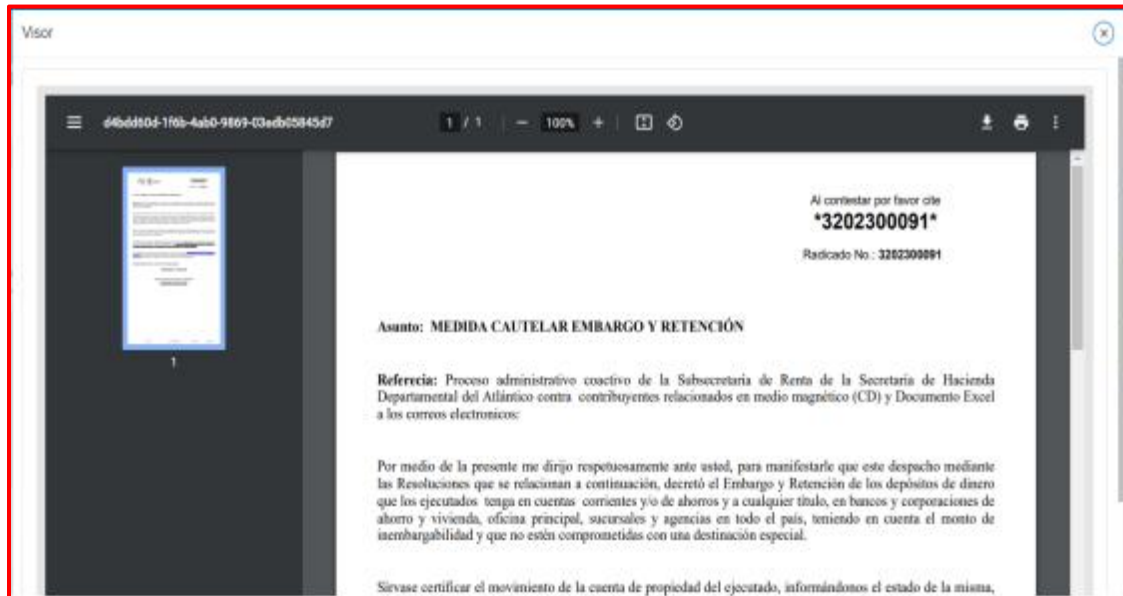 Visor
d4bdd60d-1f6b-4ab0-9869-03edb05845d7
1 / 1
100%
1
Al contestar por favor cite
*3202300091*
Radicado No.: 3202300091
Asunto: MEDIDA CAUTELAR EMBARGO Y RETENCIÓN
Referecia: Proceso administrativo coactivo de la Subsecretaria de Renta de la Secretaría de Hacienda
Departamental del Atlántico contra contribuyentes relacionados en medio magnético (CD) y Documento Excel
a los correos electronicos:
Por medio de la presente me dirijo respetuosamente ante usted, para manifestarle que este despacho mediante
las Resoluciones que se relacionan a continuación, decretó el Embargo y Retención de los depósitos de dinero
que los ejecutados tenga en cuentas corrientes y/o de ahorros y a cualquier título, en bancos y corporaciones de
ahorro y vivienda, oficina principal, sucursales y agencias en todo el país, teniendo en cuenta el monto de
inembargabilidad y que no estén comprometidas con una destinación especial.
Sírvase certificar el movimiento de la cuenta de propiedad del ejecutado, informándonos el estado de la misma,